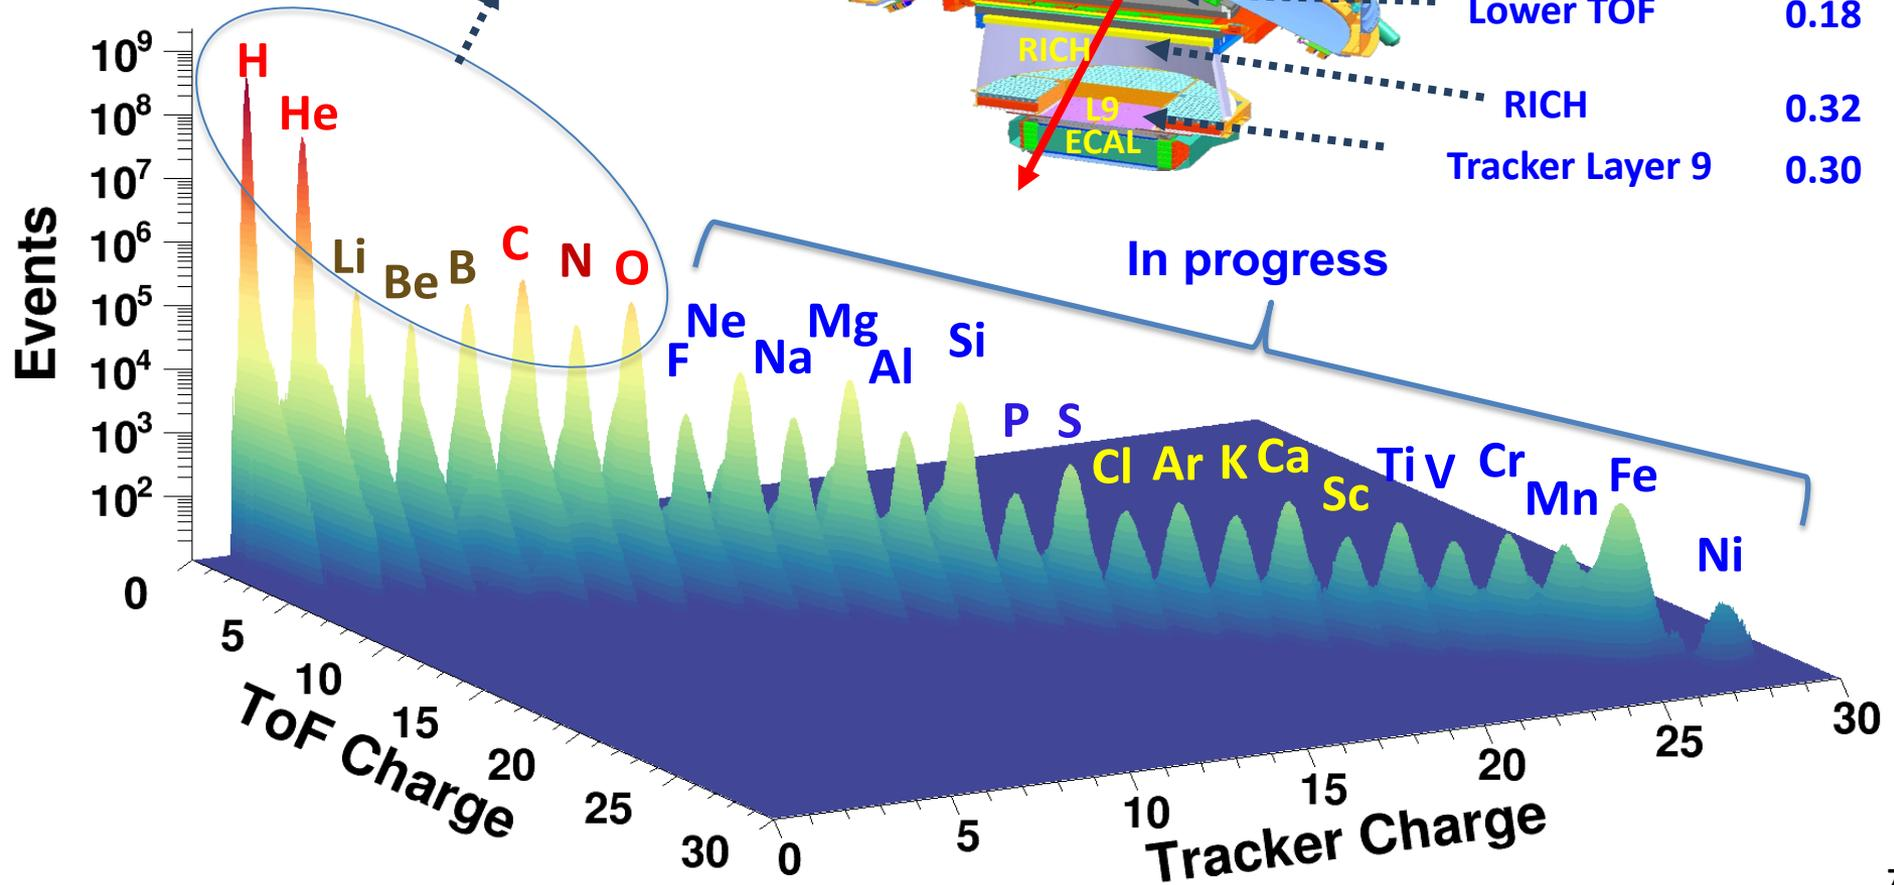 Lower TOF 0.18
RICH
RICH 0.32
L9
ECAL
Tracker Layer 9 0.30
In progress
H
He
Li
Be
B
C
N
O
F
Ne
Na
Mg
Al
Si
P
S
Cl
Ar
K
Ca
Sc
Ti
V
Cr
Mn
Fe
Ni
Events
10⁹
10⁸
10⁷
10⁶
10⁵
10⁴
10³
10²
0
5
10
15
20
25
30
ToF Charge
0
5
10
15
20
25
30
Tracker Charge